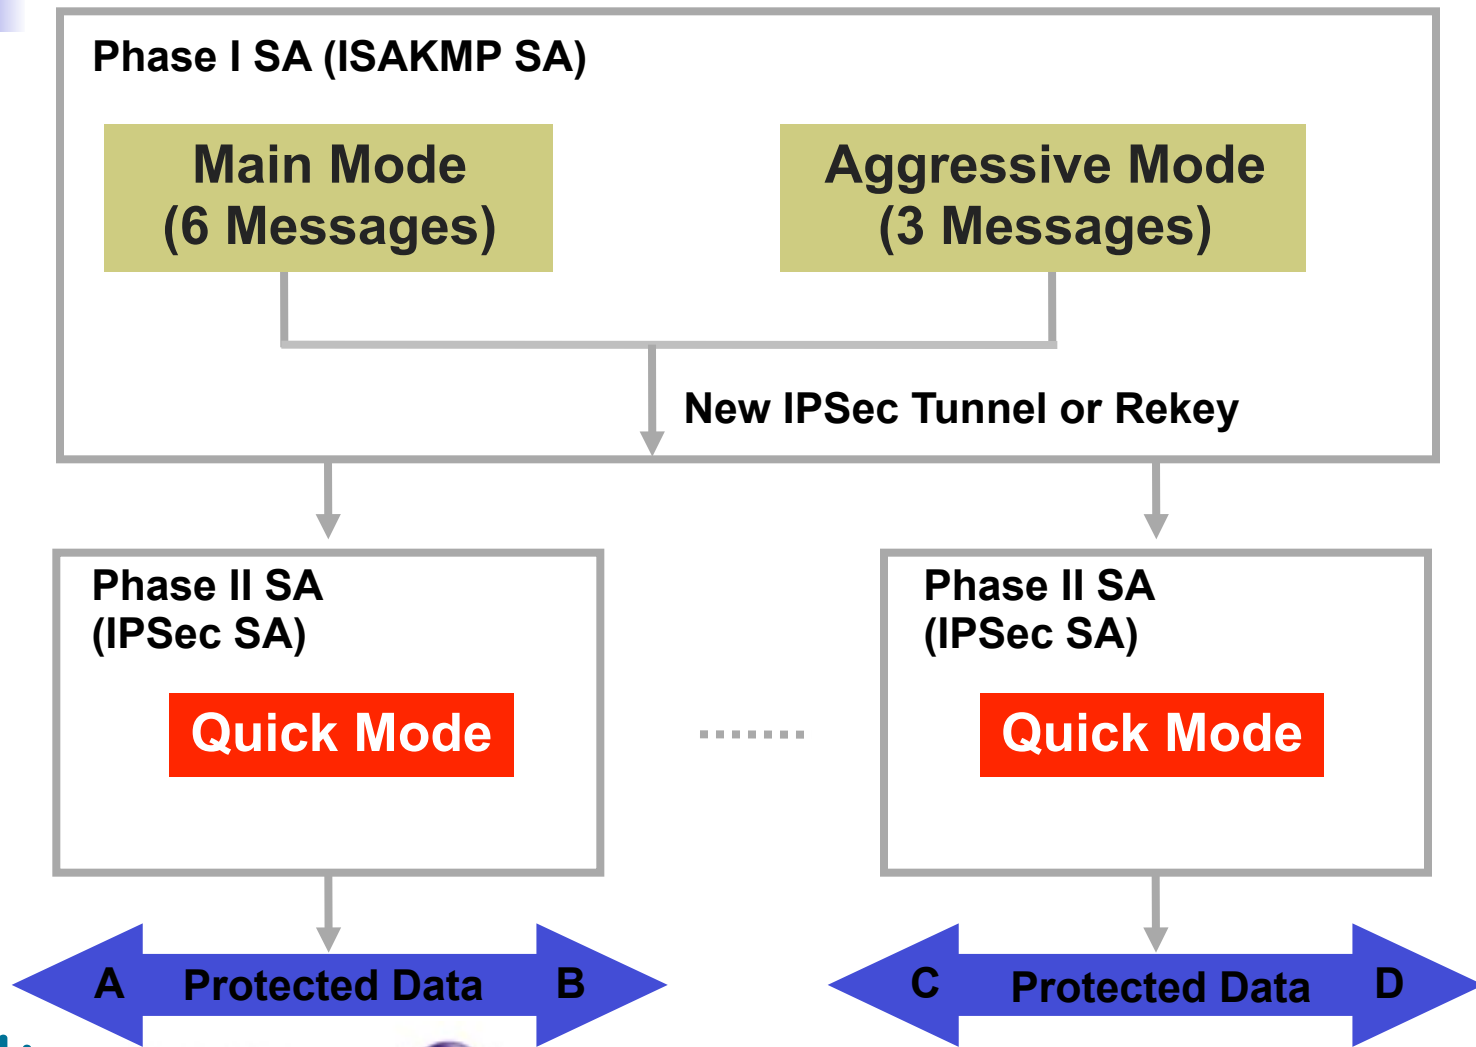 Phase I SA (ISAKMP SA)
Main Mode
(6 Messages)
Aggressive Mode
(3 Messages)
New IPSec Tunnel or Rekey
Phase II SA
(IPSec SA)
Quick Mode
Phase II SA
(IPSec SA)
Quick Mode
A Protected Data B
C Protected Data D